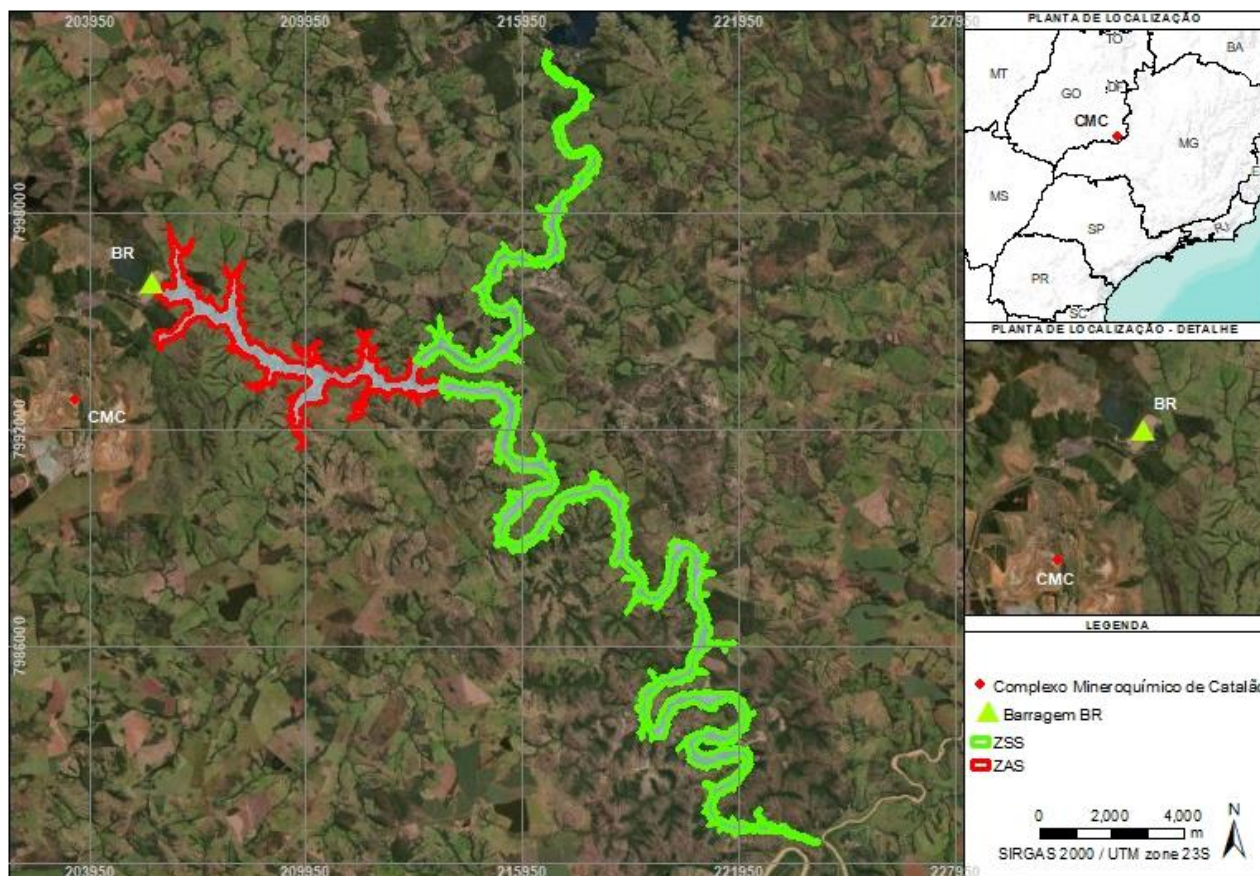 203950 209950 215950 221950 227950
7998000
BR
CMC
7992000
7986000
203950 209950 215950 221950 227950
PLANTA DE LOCALIZAÇÃO
TO
BA
MT
DF
GO
CMC
MG
MS
SP
RJ
PR
SC
PLANTA DE LOCALIZAÇÃO - DETALHE
BR
CMC
LEGENDA
Complexo Mineroquímico de Catalão
Barragem BR
ZSS
ZAS
0 2,000 4,000
m
N
SIRGAS 2000 / UTM zone 23S